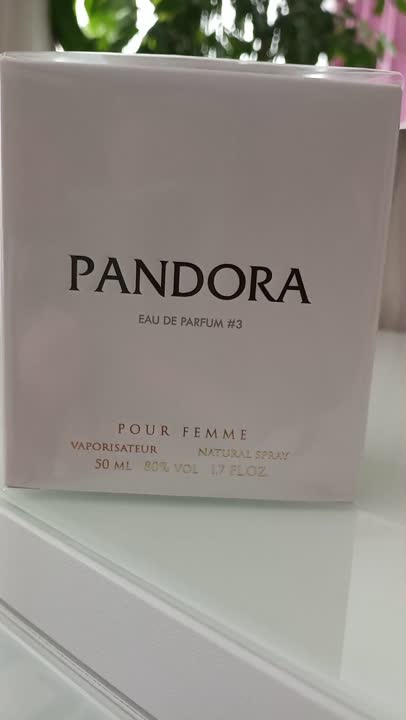 PANDORA
EAU DE PARFUM #3
POUR FEMME
VAPORISATEUR NATURAL SPRAY
50 ML 80% VOL 1.7 FL.OZ.